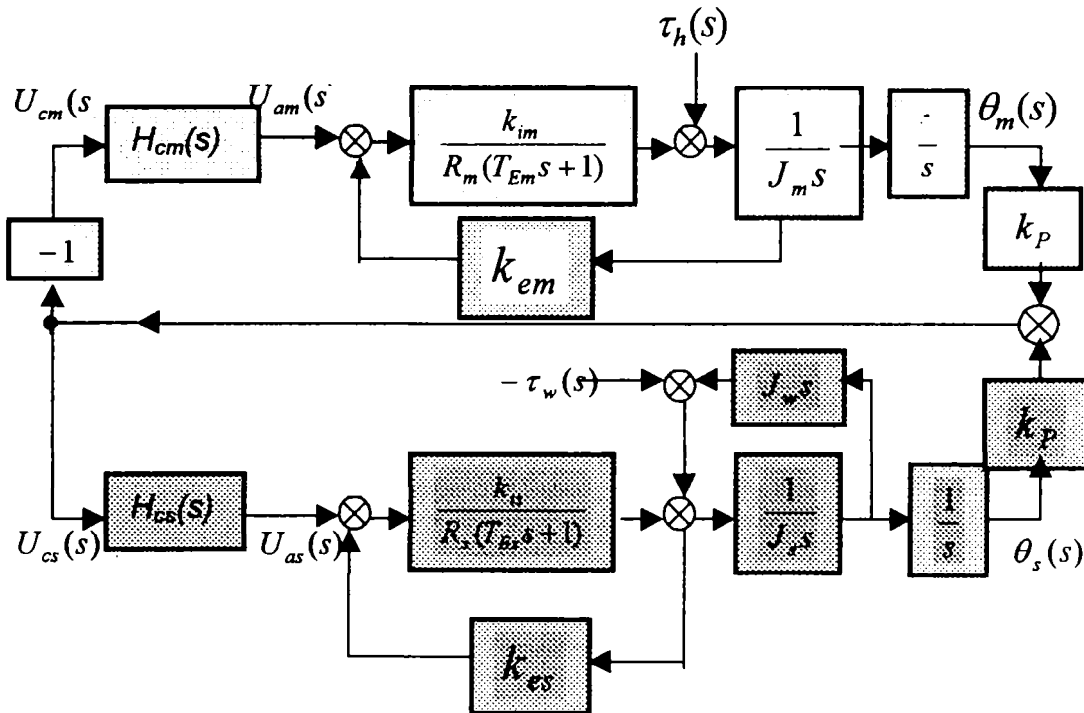 τ_h(s)
U_cm(s
H_cm(s)
U_am(s
k_im
R_m(T_Em s+1)
1
J_m s
s
θ_m(s)
-1
k_em
k_P
-τ_w(s)
J_w s
k_P
U_cs(s)
H_cs(s)
U_as(s)
R_s(T_Es s+1)
1
J_s s
1
s
θ_s(s)
k_es